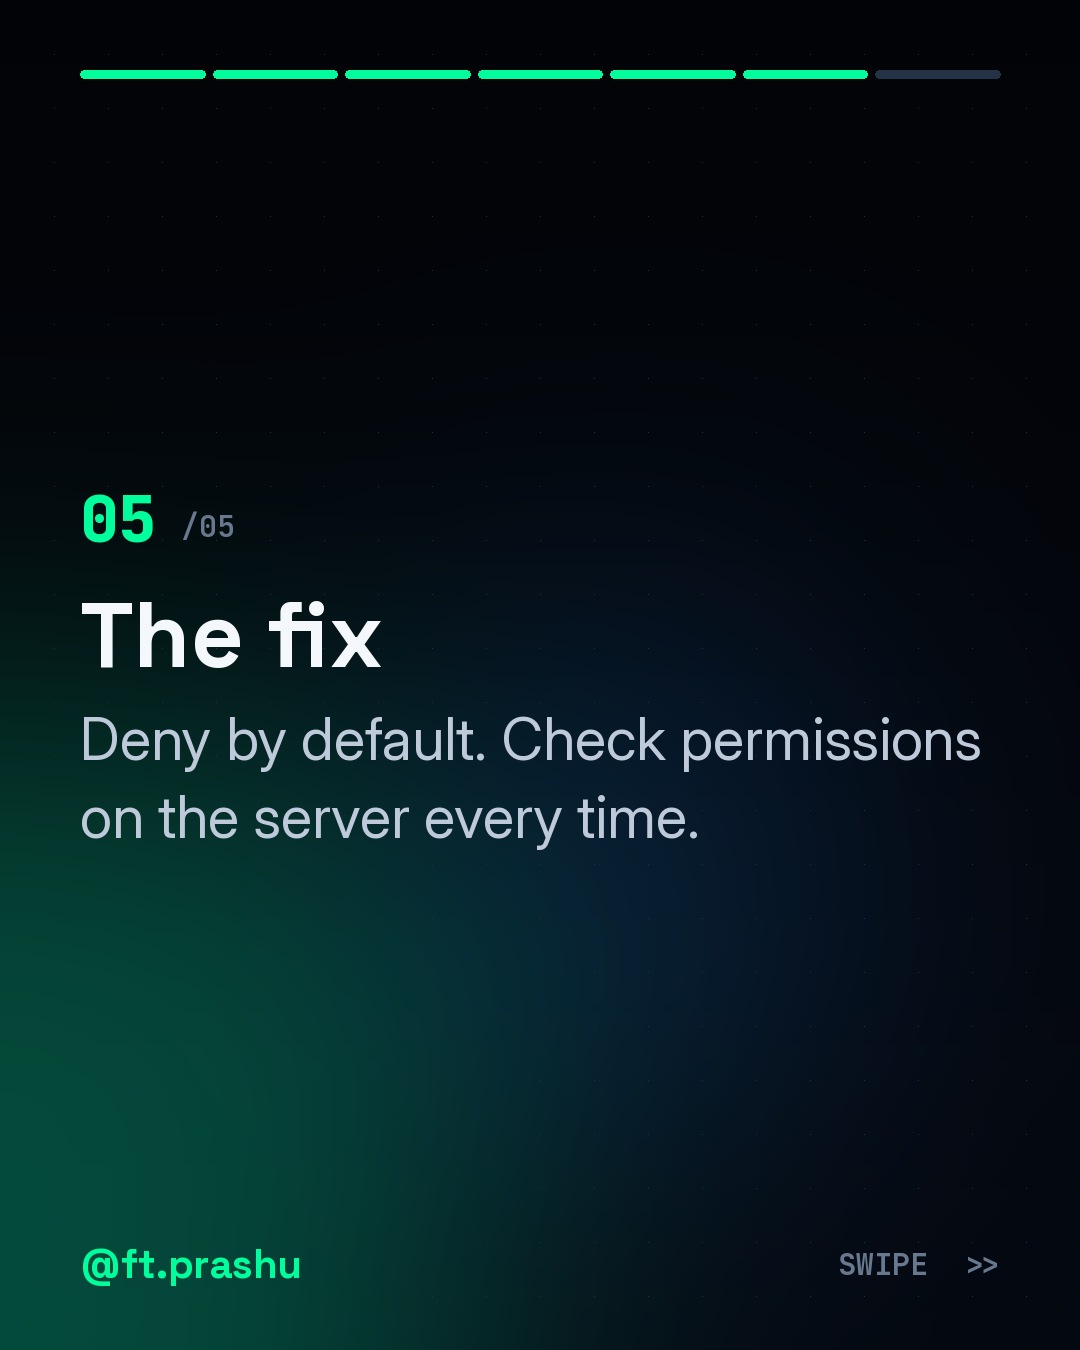 05 /05
The fix
Deny by default. Check permissions
on the server every time.
@ft.prashu
SWIPE >>